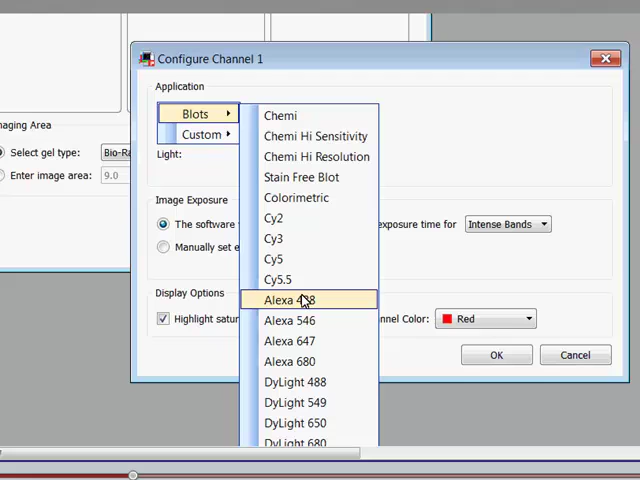 Configure Channel 1
Application
Blots
Custom
Light:
Chemi
Chemi Hi Sensitivity
Chemi Hi Resolution
Stain Free Blot
Colorimetric
Cy2
Cy3
Cy5
Cy5.5
Alexa 488
Alexa 546
Alexa 647
Alexa 680
DyLight 488
DyLight 549
DyLight 650
DyLight 680
Imaging Area
Select gel type:
Bio-Ra
Enter image area:
9.0
Image Exposure
The software
exposure time for
Intense Bands
Manually set e
Display Options
Highlight satur
nnel Color:
Red
OK
Cancel